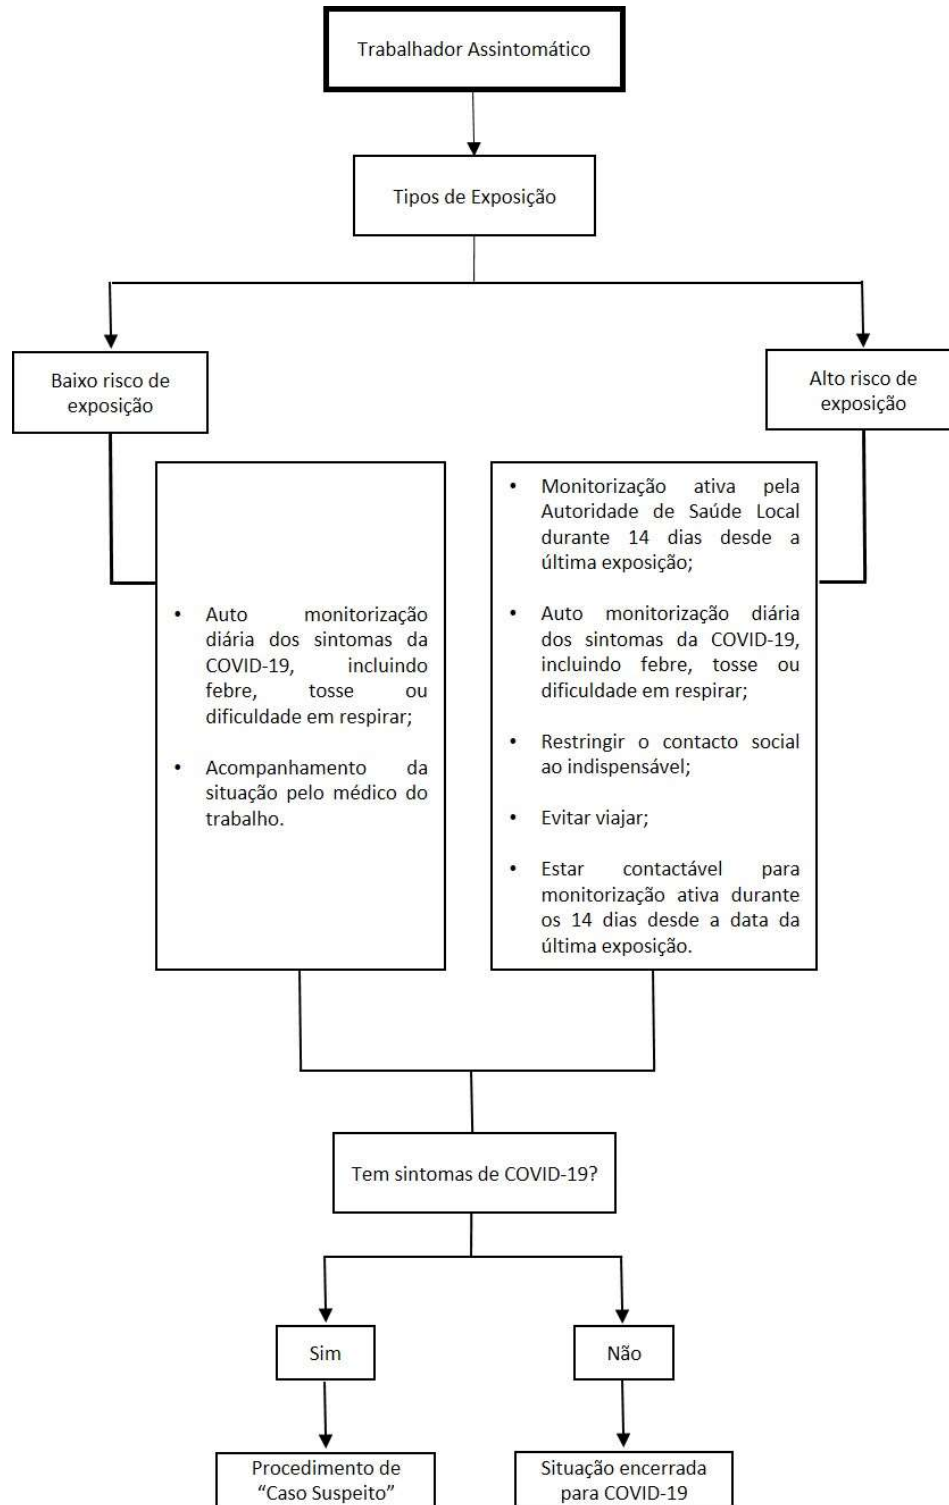 Trabalhador Assintomático
Tipos de Exposição
Baixo risco de
exposição
Alto risco de
exposição
• Auto monitorização
diária dos sintomas da
COVID-19, incluindo
febre, tosse ou
dificuldade em respirar;
• Acompanhamento da
situação pelo médico do
trabalho.
• Monitorização ativa pela
Autoridade de Saúde Local
durante 14 dias desde a
última exposição;
• Auto monitorização diária
dos sintomas da COVID-19,
incluindo febre, tosse ou
dificuldade em respirar;
• Restringir o contacto social
ao indispensável;
• Evitar viajar;
• Estar contactável para
monitorização ativa durante
os 14 dias desde a data da
última exposição.
Tem sintomas de COVID-19?
Sim
Não
Procedimento de
“Caso Suspeito”
Situação encerrada
para COVID-19